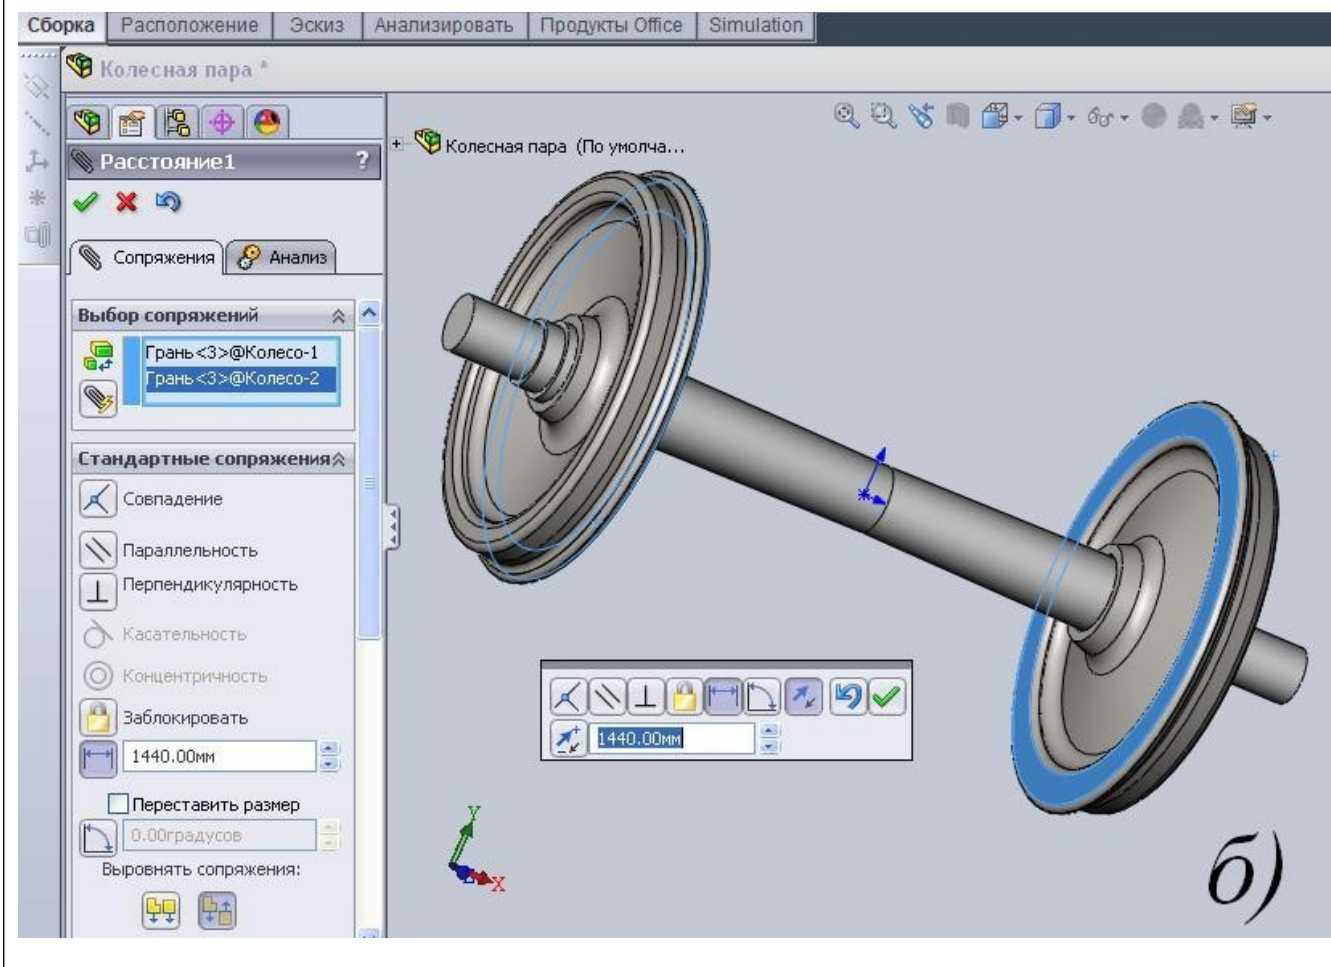 Сборка Расположение Эскиз Анализировать Продукты Office Simulation
Колесная пара *
Расстояние1 ?
Колесная пара (По умолча...
Сопряжения Анализ
Выбор сопряжений
Грань<3>@Колесо-1
Грань<3>@Колесо-2
Стандартные сопряжения
Совпадение
Параллельность
Перпендикулярность
Касательность
Концентричность
Заблокировать
1440.00мм
1440.00мм
Переставить размер
0.00градусов
Выровнять сопряжения:
Y
Z
X
б)